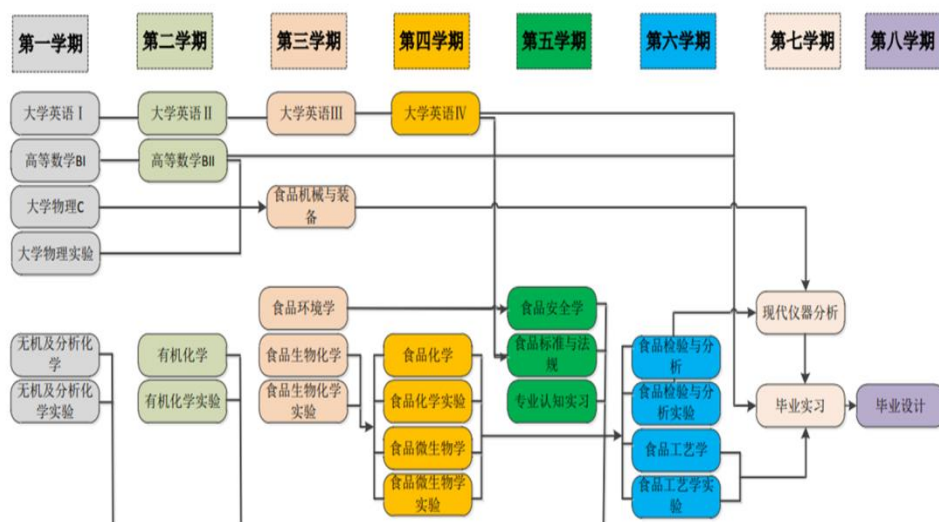 第一学期
第二学期
第三学期
第四学期
第五学期
第六学期
第七学期
第八学期
大学英语Ⅰ
大学英语Ⅱ
大学英语Ⅲ
大学英语Ⅳ
高等数学BI
高等数学BII
大学物理C
食品机械与装
备
大学物理实验
食品环境学
食品安全学
现代仪器分析
无机及分析化
学
有机化学
食品生物化学
食品化学
食品标准与法
规
食品检验与分
析
无机及分析化
学实验
有机化学实验
食品生物化学
实验
食品化学实验
专业认知实习
食品检验与
分析实验
毕业实习
毕业设计
食品微生物学
食品工艺学
食品微生物学
实验
食品工艺学实
验